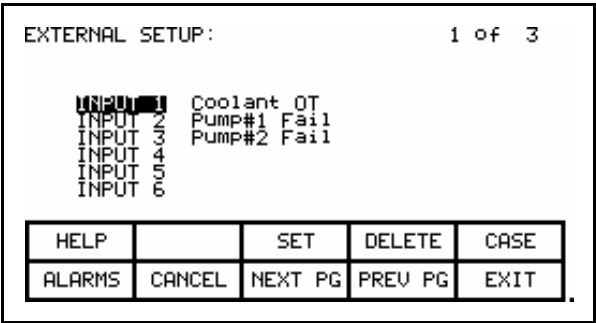 EXTERNAL SETUP: 1 of 3
INPUT 1 Coolant OT
INPUT 2 Pump#1 Fail
INPUT 3 Pump#2 Fail
INPUT 4
INPUT 5
INPUT 6
HELP SET DELETE CASE
ALARMS CANCEL NEXT PG PREV PG EXIT
.